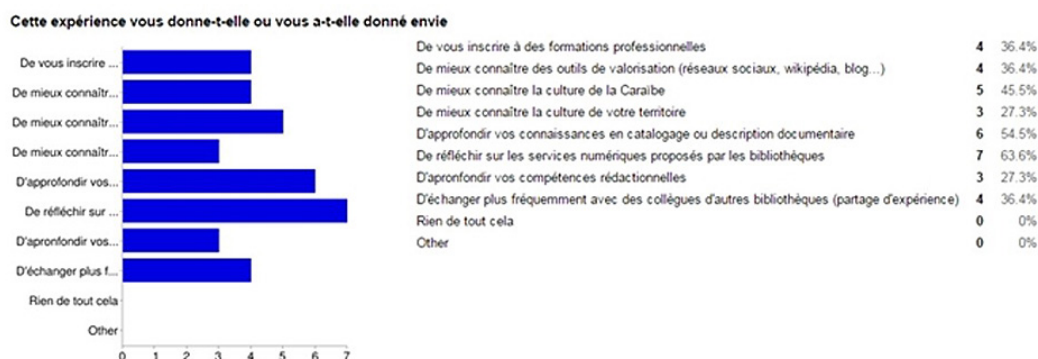 Cette expérience vous donne-t-elle ou vous a-t-elle donné envie
De vous inscrire ...
De mieux connaîtr...
De mieux connaîtr...
De mieux connaîtr...
D'approfondir vos...
De réfléchir sur ...
D'apronfondir vos...
D'échanger plus f...
Rien de tout cela
Other
0 1 2 3 4 5 6 7
De vous inscrire à des formations professionnelles 4 36.4%
De mieux connaître des outils de valorisation (réseaux sociaux, wikipédia, blog...) 4 36.4%
De mieux connaître la culture de la Caraïbe 5 45.5%
De mieux connaître la culture de votre territoire 3 27.3%
D'approfondir vos connaissances en catalogage ou description documentaire 6 54.5%
De réfléchir sur les services numériques proposés par les bibliothèques 7 63.6%
D'apronfondir vos compétences rédactionnelles 3 27.3%
D'échanger plus fréquemment avec des collègues d'autres bibliothèques (partage d'expérience) 4 36.4%
Rien de tout cela 0 0%
Other 0 0%